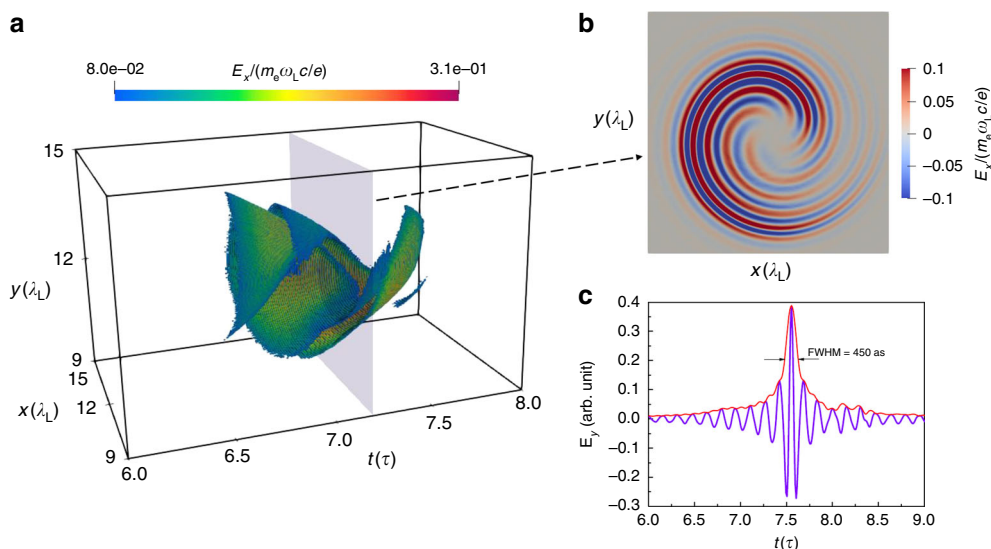 a
E_x/(m_eω_Lc/e)
8.0e–02
3.1e–01
15
12
y(λ_L)
9
15
x(λ_L)
12
9
6.0
6.5
7.0
7.5
8.0
t(τ)
b
y(λ_L)
x(λ_L)
0.1
0.05
0
–0.05
–0.1
E_x/(m_eω_Lc/e)
c
0.4
0.3
0.2
0.1
0.0
–0.1
–0.2
–0.3
E_y (arb. unit)
FWHM = 450 as
6.0
6.5
7.0
7.5
8.0
8.5
9.0
t(τ)